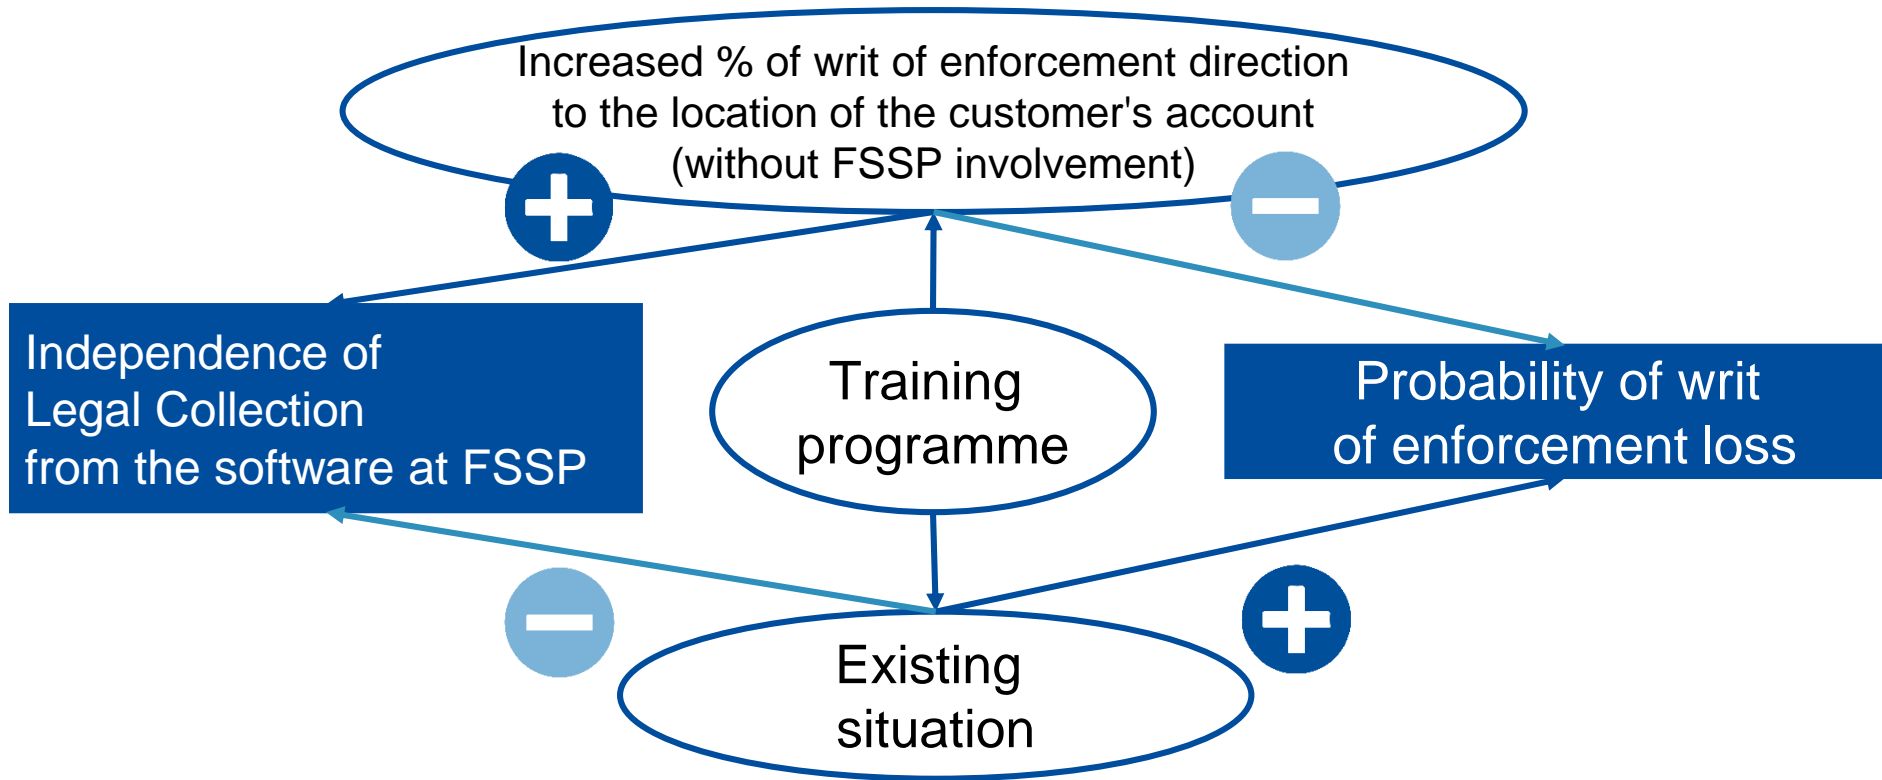 Increased % of writ of enforcement direction
to the location of the customer's account
(without FSSP involvement)
Independence of
Legal Collection
from the software at FSSP
Training
programme
Probability of writ
of enforcement loss
Existing
situation